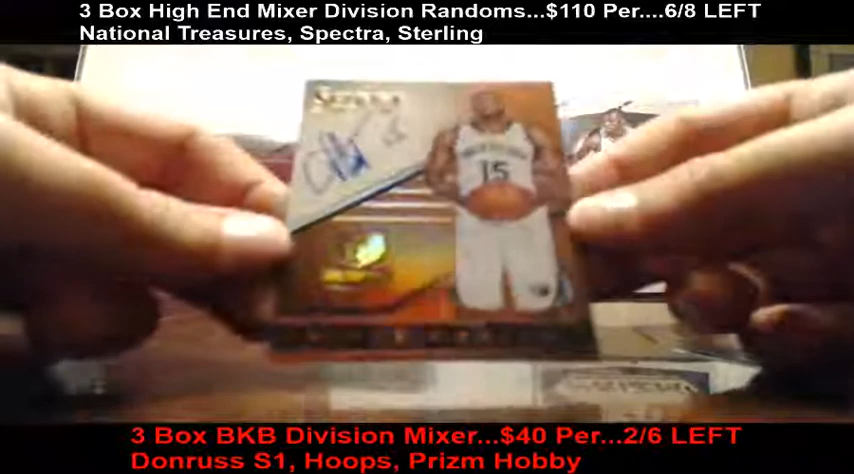 3 Box High End Mixer Division Randoms...$110 Per....6/8 LEFT
National Treasures, Spectra, Sterling
15
3 Box BKB Division Mixer...$40 Per...2/6 LEFT
Donruss S1, Hoops, Prizm Hobby